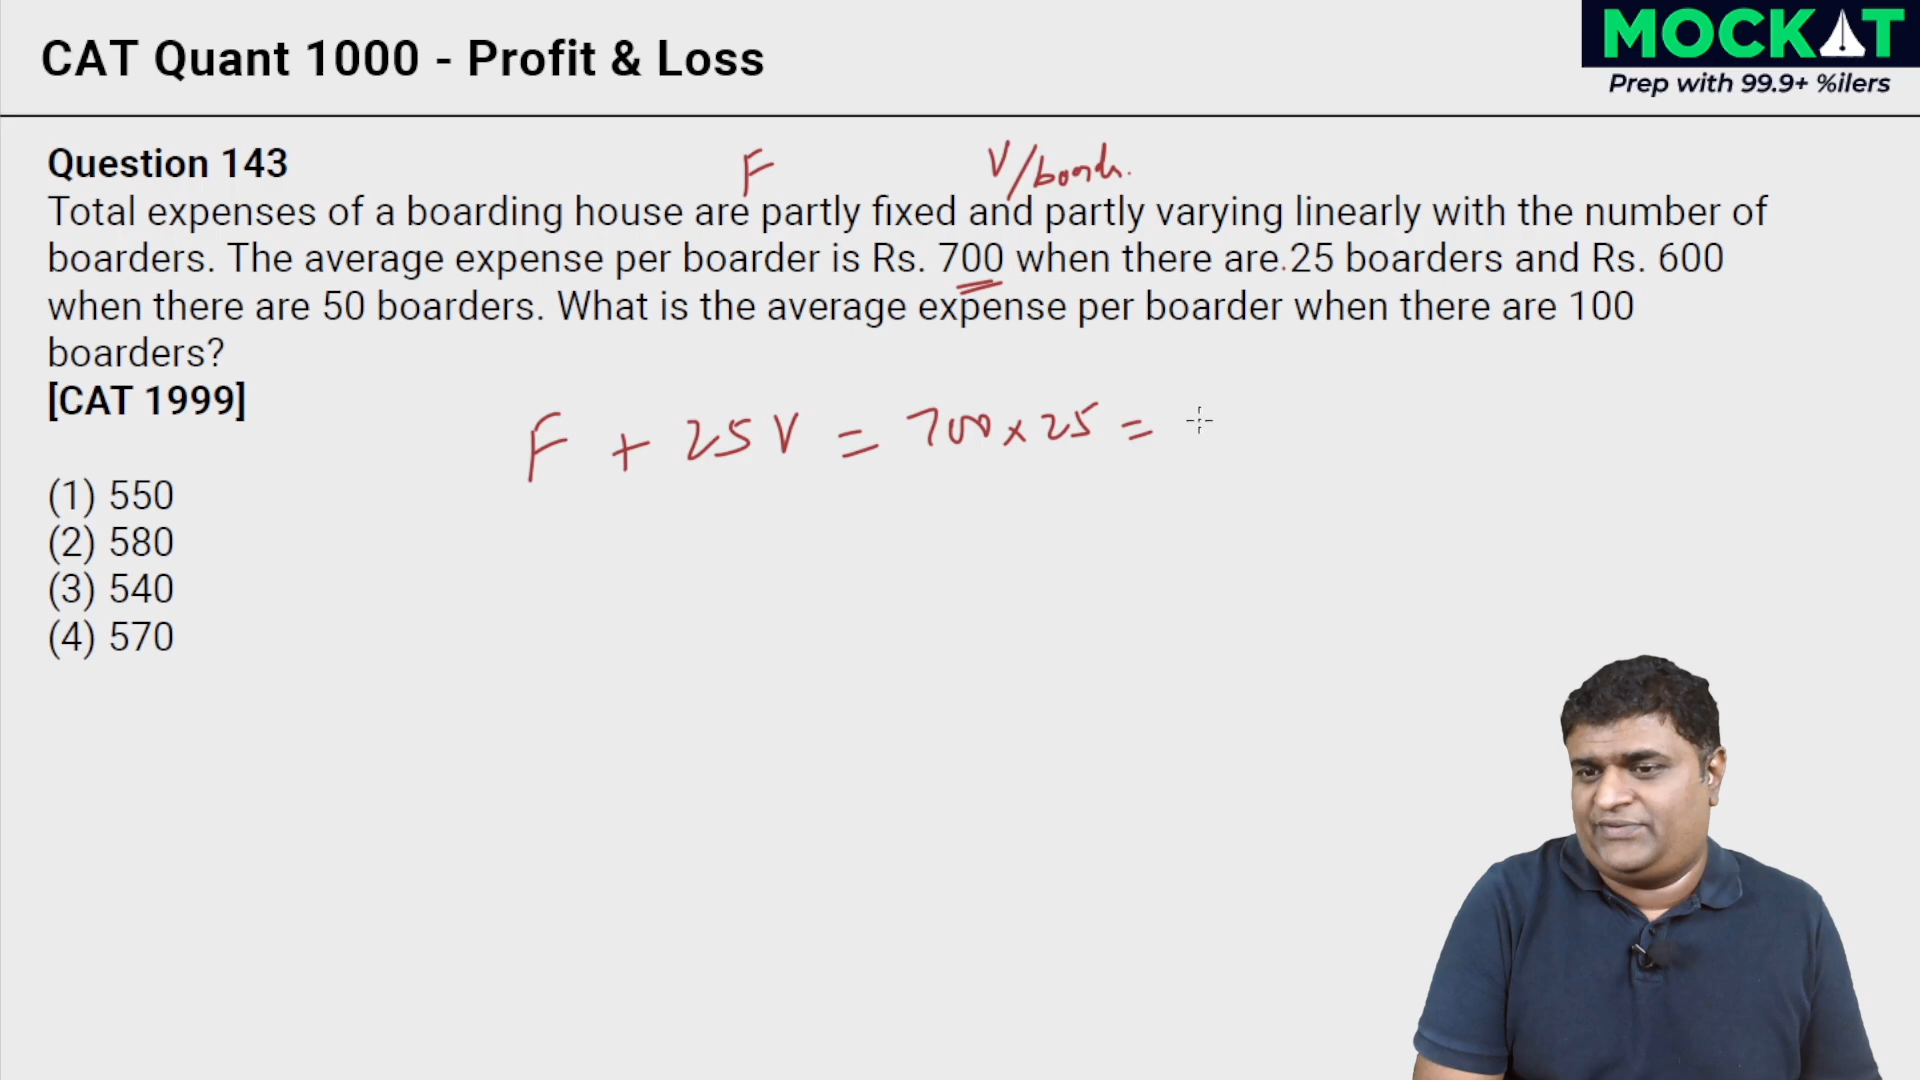 CAT Quant 1000 - Profit & Loss
MOCKAT
Prep with 99.9+ %ilers
Question 143
F
V/boards.
Total expenses of a boarding house are partly fixed and partly varying linearly with the number of
boarders. The average expense per boarder is Rs. 700 when there are 25 boarders and Rs. 600
when there are 50 boarders. What is the average expense per boarder when there are 100
boarders?
[CAT 1999]
F + 25 V = 700 × 25 =
(1) 550
(2) 580
(3) 540
(4) 570